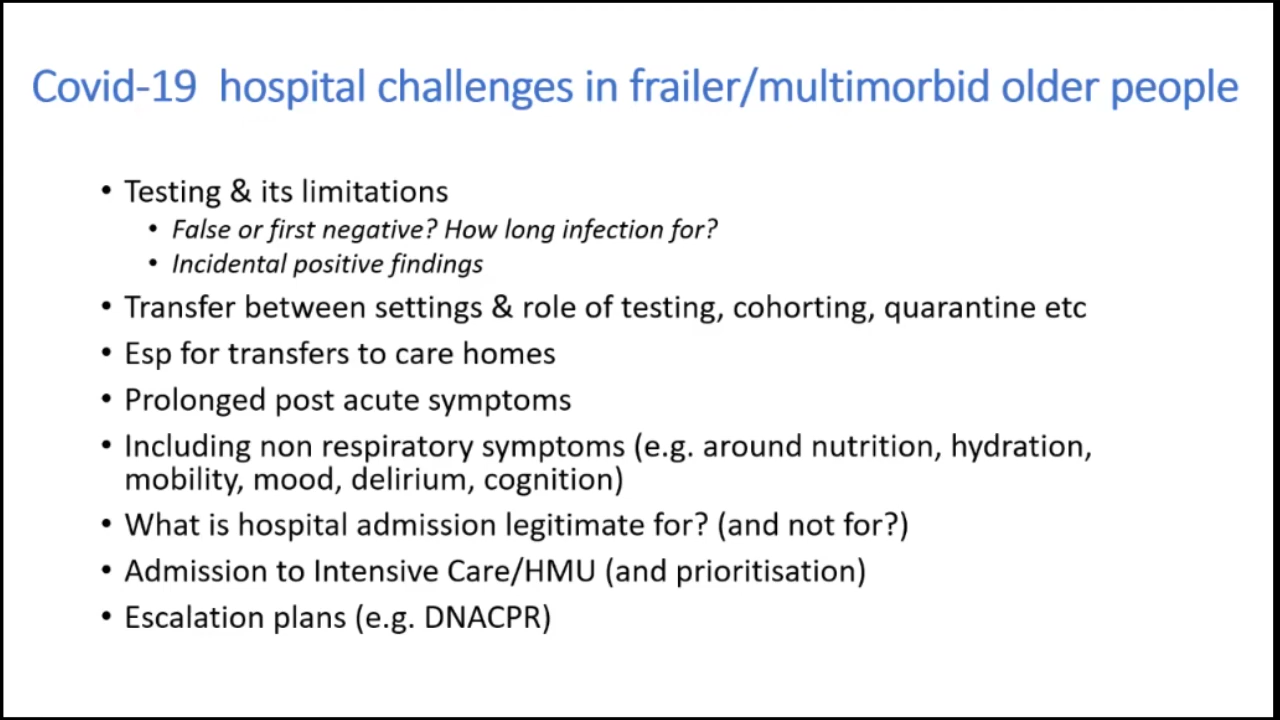 Covid-19  hospital challenges in frailer/multimorbid older people
• Testing & its limitations
• False or first negative? How long infection for?
• Incidental positive findings
• Transfer between settings & role of testing, cohorting, quarantine etc
• Esp for transfers to care homes
• Prolonged post acute symptoms
• Including non respiratory symptoms (e.g. around nutrition, hydration,
mobility, mood, delirium, cognition)
• What is hospital admission legitimate for? (and not for?)
• Admission to Intensive Care/HMU (and prioritisation)
• Escalation plans (e.g. DNACPR)